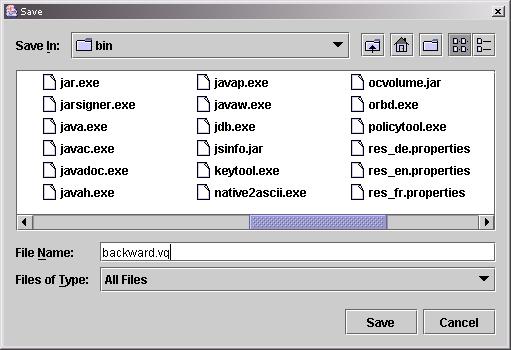 Save
Save In: bin
jar.exe javap.exe ocvolume.jar
jarsigner.exe javaw.exe orbd.exe
java.exe jdb.exe policytool.exe
javac.exe jsinfo.jar res_de.properties
javadoc.exe keytool.exe res_en.properties
javah.exe native2ascii.exe res_fr.properties
File Name: backward.vq
Files of Type: All Files
Save Cancel